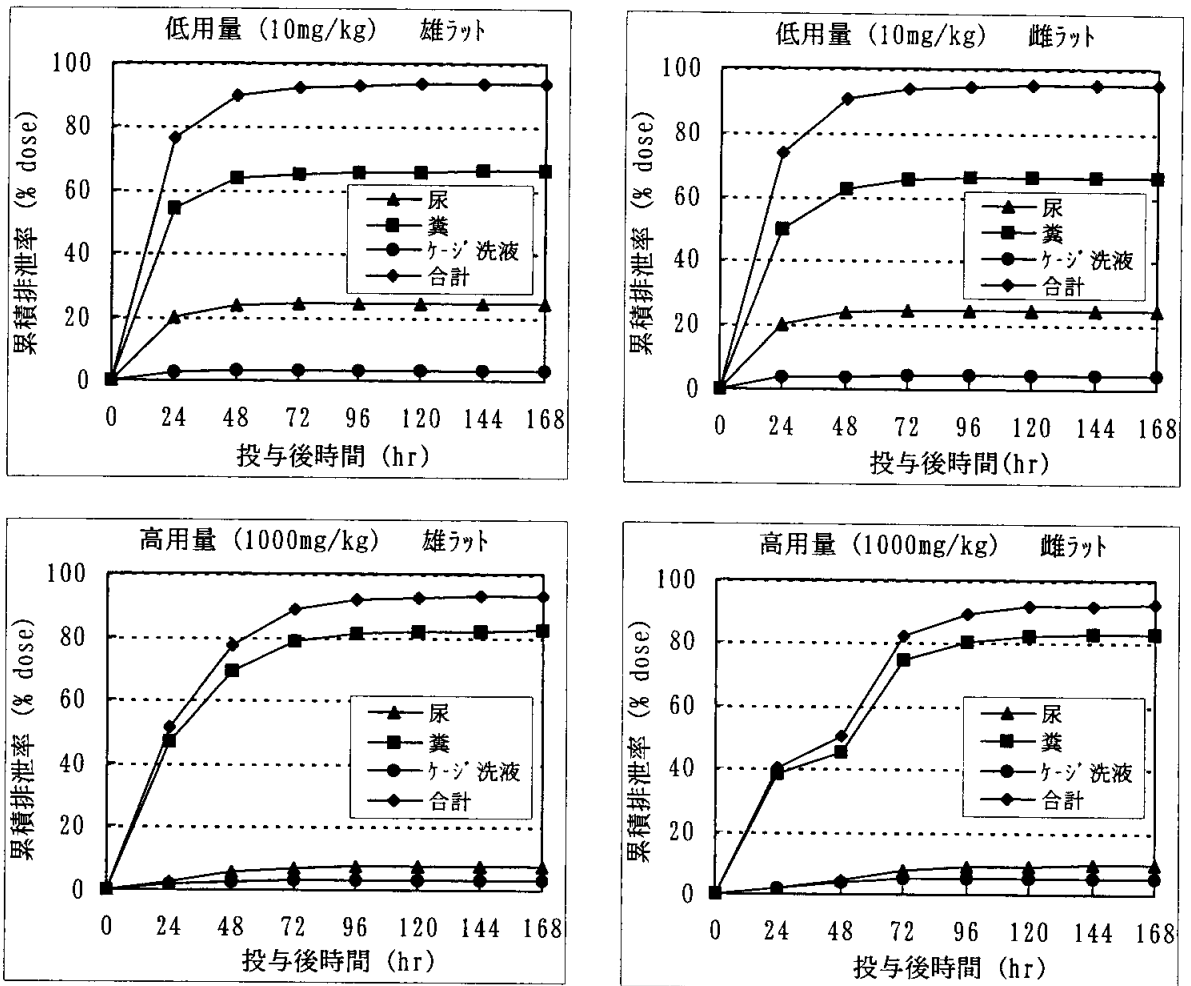 低用量 (10mg/kg) 雄ラット
累積排泄率 (% dose)
100
80
60
40
20
0
尿
糞
ケージ洗液
合計
0 24 48 72 96 120 144 168
投与後時間 (hr)
低用量 (10mg/kg) 雌ラット
累積排泄率 (% dose)
100
80
60
40
20
0
尿
糞
ケージ洗液
合計
0 24 48 72 96 120 144 168
投与後時間(hr)
高用量 (1000mg/kg) 雄ラット
累積排泄率 (% dose)
100
80
60
40
20
0
尿
糞
ケージ洗液
合計
0 24 48 72 96 120 144 168
投与後時間 (hr)
高用量 (1000mg/kg) 雌ラット
累積排泄率 (% dose)
100
80
60
40
20
0
尿
糞
ケージ洗液
合計
0 24 48 72 96 120 144 168
投与後時間 (hr)